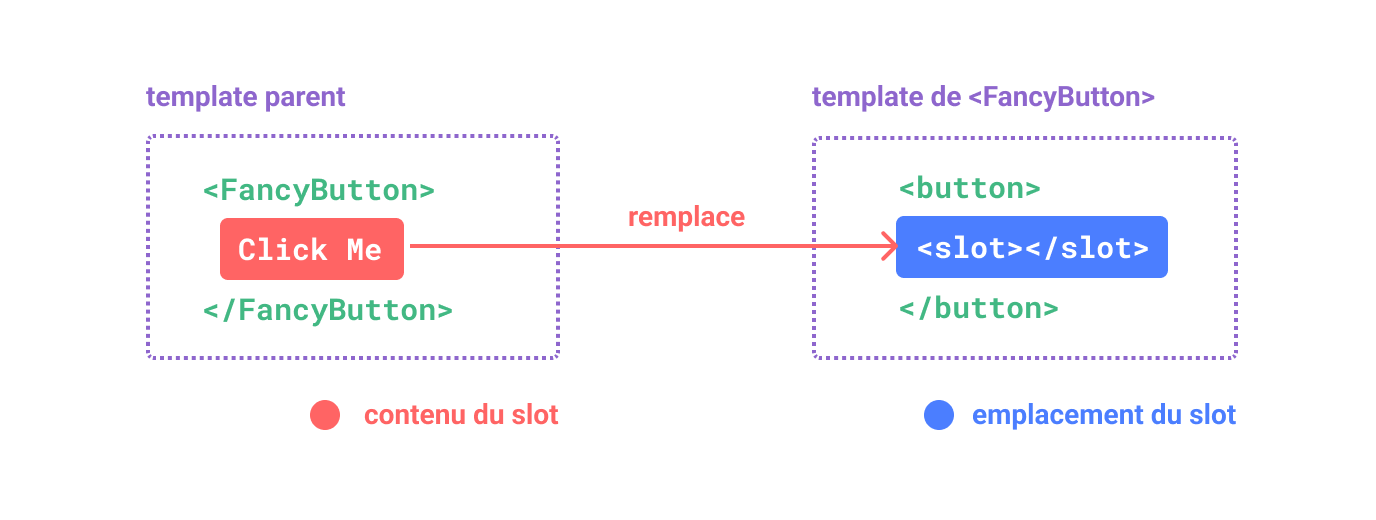 template parent
<FancyButton>
Click Me
</FancyButton>
contenu du slot
remplace
template de <FancyButton>
<button>
<slot></slot>
</button>
emplacement du slot